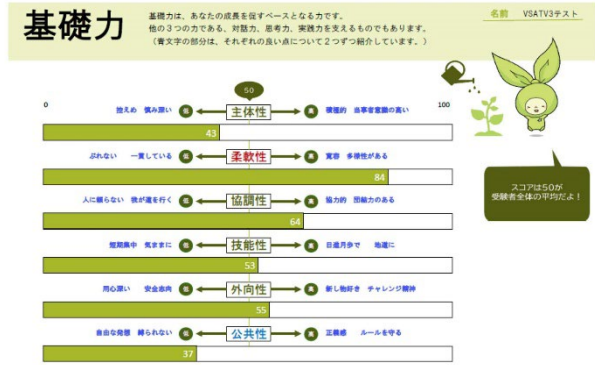 基礎力
基礎力は、あなたの成長を促すベースとなる力です。
他の3つの力である、対話力、思考力、実践力を支えるものでもあります。
（青文字の部分は、それぞれの良い点について2つずつ紹介しています。）
名前 VSATV3テスト
50
0 控えめ 慎み深い 低 主体性 高 積極的 当事者意識の高い 100
43
ぶれない 一貫している 低 柔軟性 高 寛容 多様性がある
84
人に頼らない 我が道を行く 低 協調性 高 協力的 団結力のある
64
短期集中 気ままに 低 技能性 高 日進月歩で 地道に
53
用心深い 安全志向 低 外向性 高 新しい物好き チャレンジ精神
55
自由な発想 縛られない 低 公共性 高 正義感 ルールを守る
37
スコアは50が
受験者全体の平均だよ！